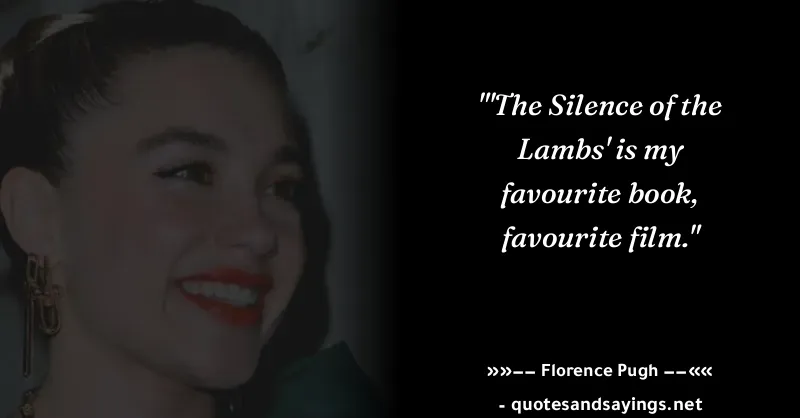 "'The Silence of the
Lambs' is my
favourite book,
favourite film."
»»−− Florence Pugh −−««
- quotesandsayings.net